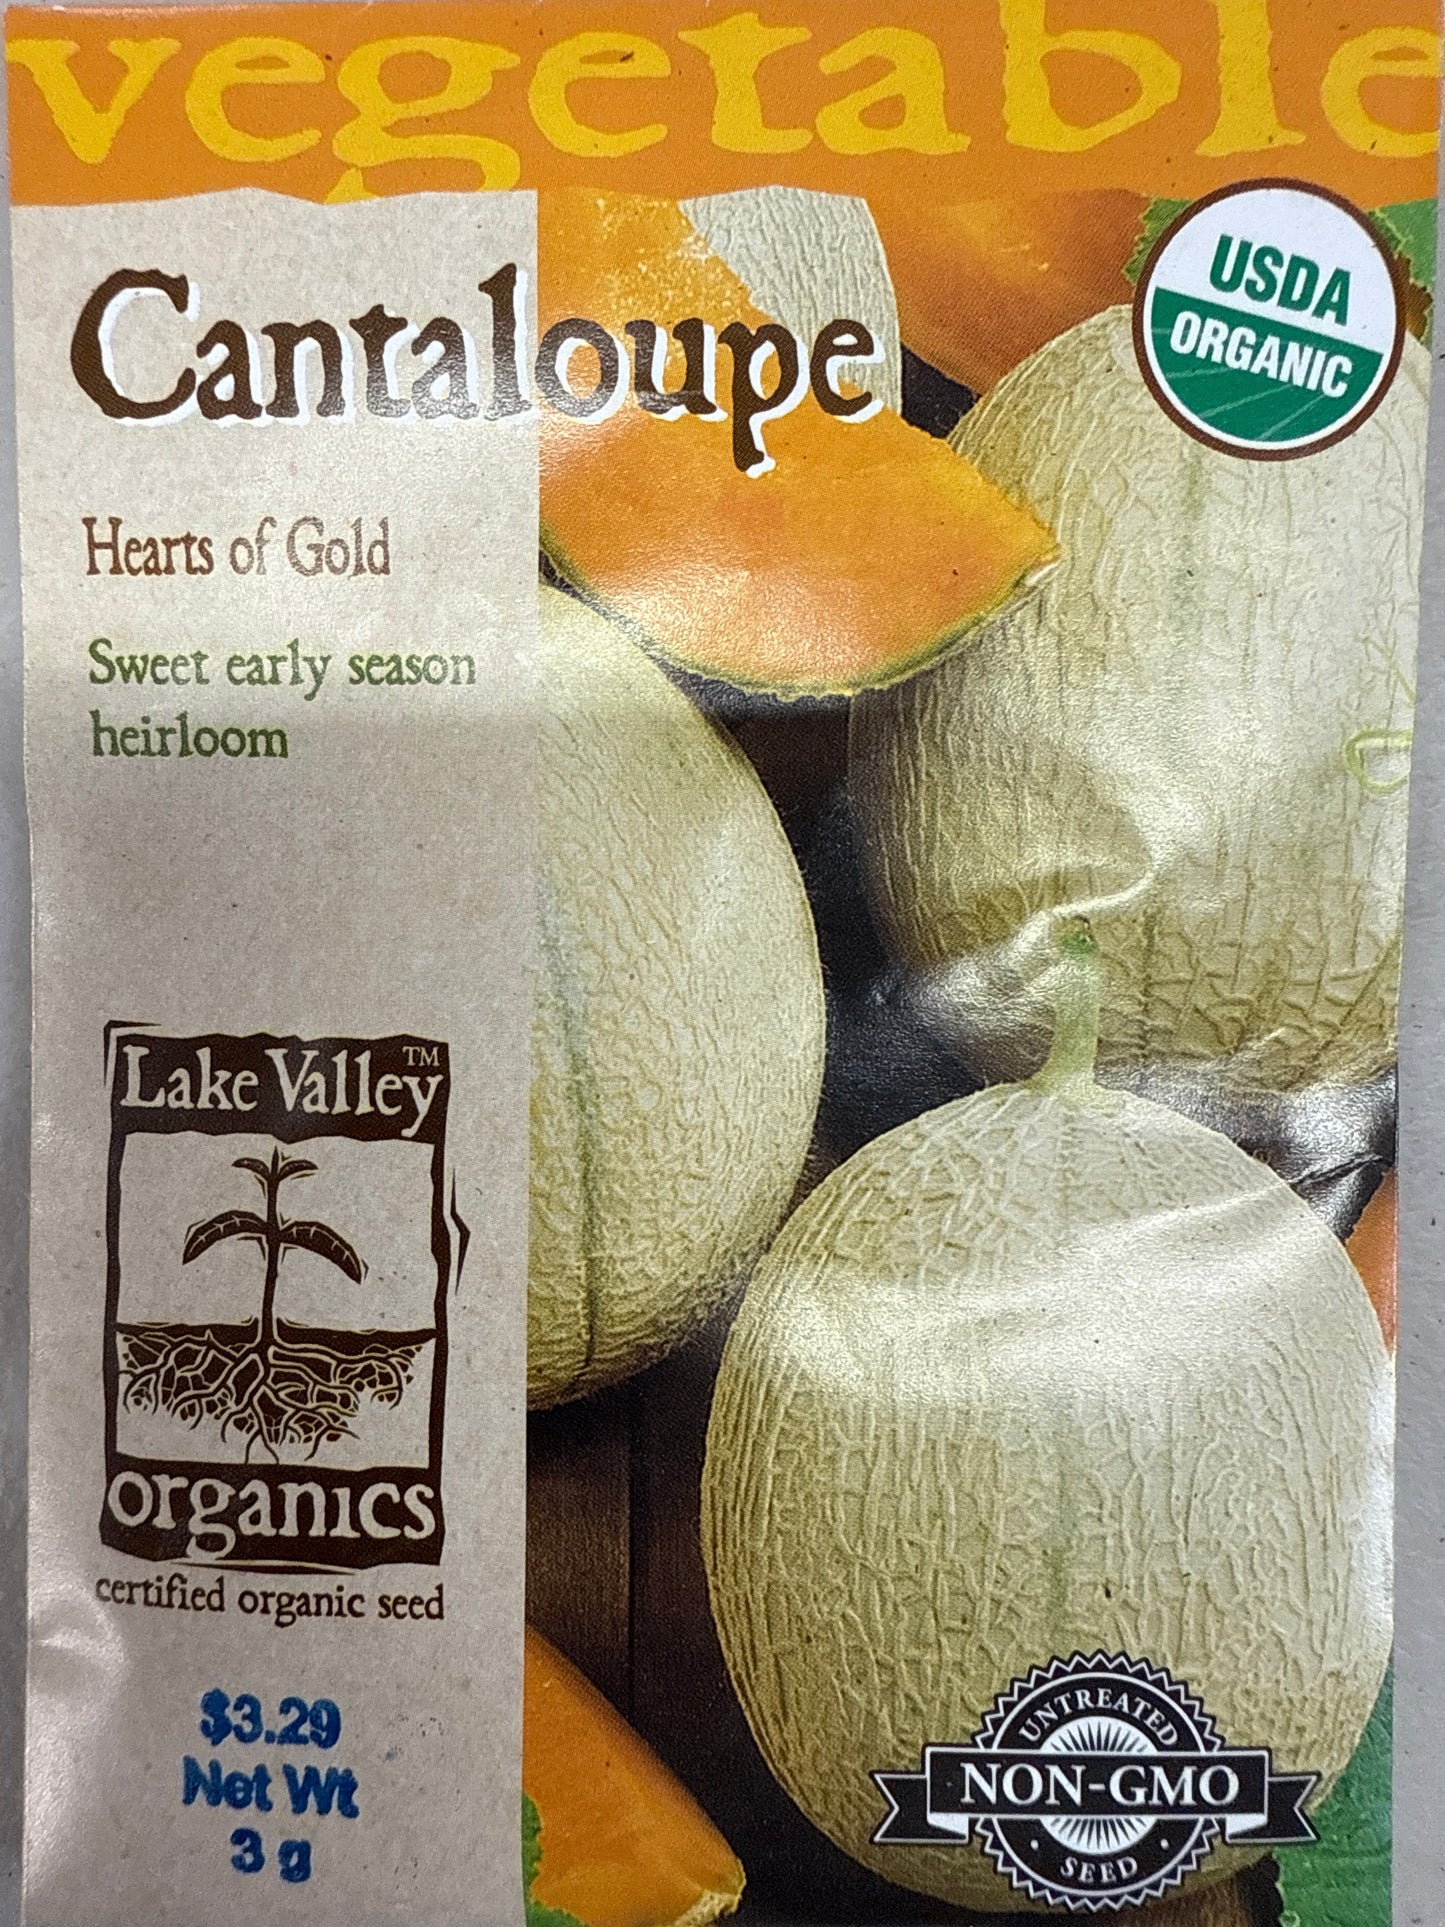 vegetable
Cantaloupe
USDA
ORGANIC
Hearts of Gold
Sweet early season
heirloom
Lake Valley™
organics
certified organic seed
$3.29
Net Wt
3 g
UNTREATED
NON-GMO
SEED